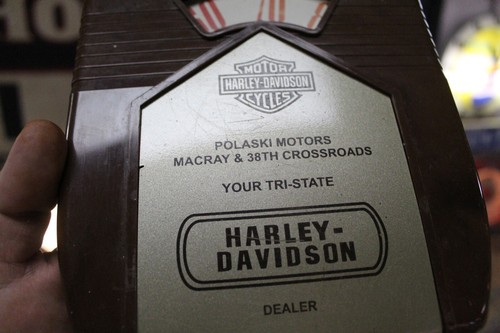 MOTOR
HARLEY-DAVIDSON
CYCLES
POLASKI MOTORS
MACRAY & 38TH CROSSROADS
YOUR TRI-STATE
HARLEY-
DAVIDSON
DEALER